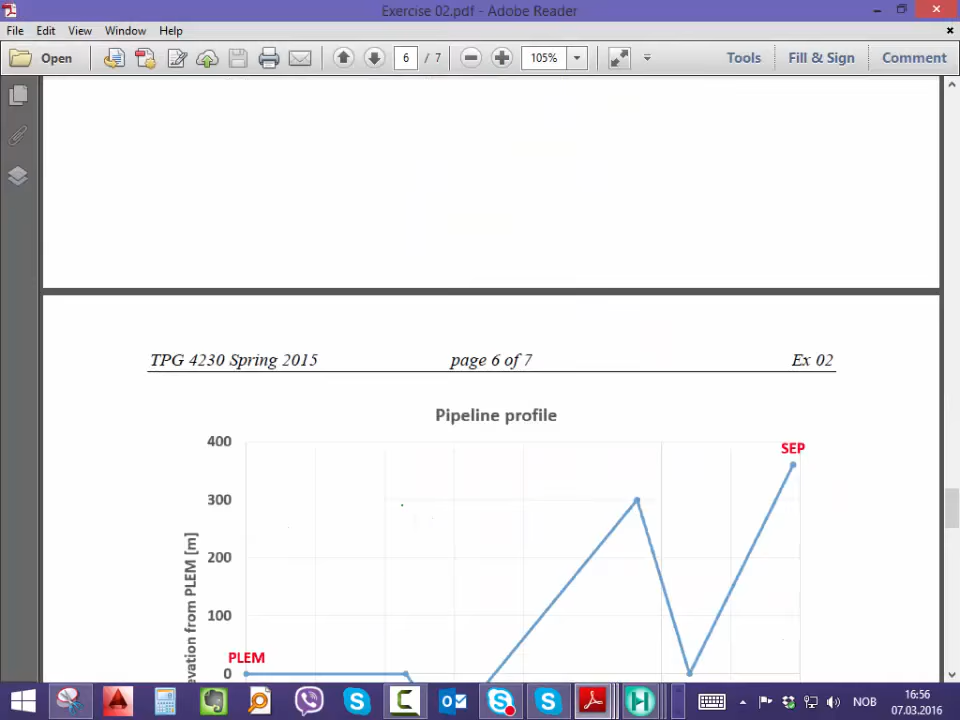 Exercise 02.pdf - Adobe Reader
File Edit View Window Help
Open 6 / 7 105% Tools Fill & Sign Comment
TPG 4230 Spring 2015 page 6 of 7 Ex 02
Pipeline profile
400
SEP
300
200
100
PLEM
0
evation from PLEM [m]
NOB
16:56
07.03.2016